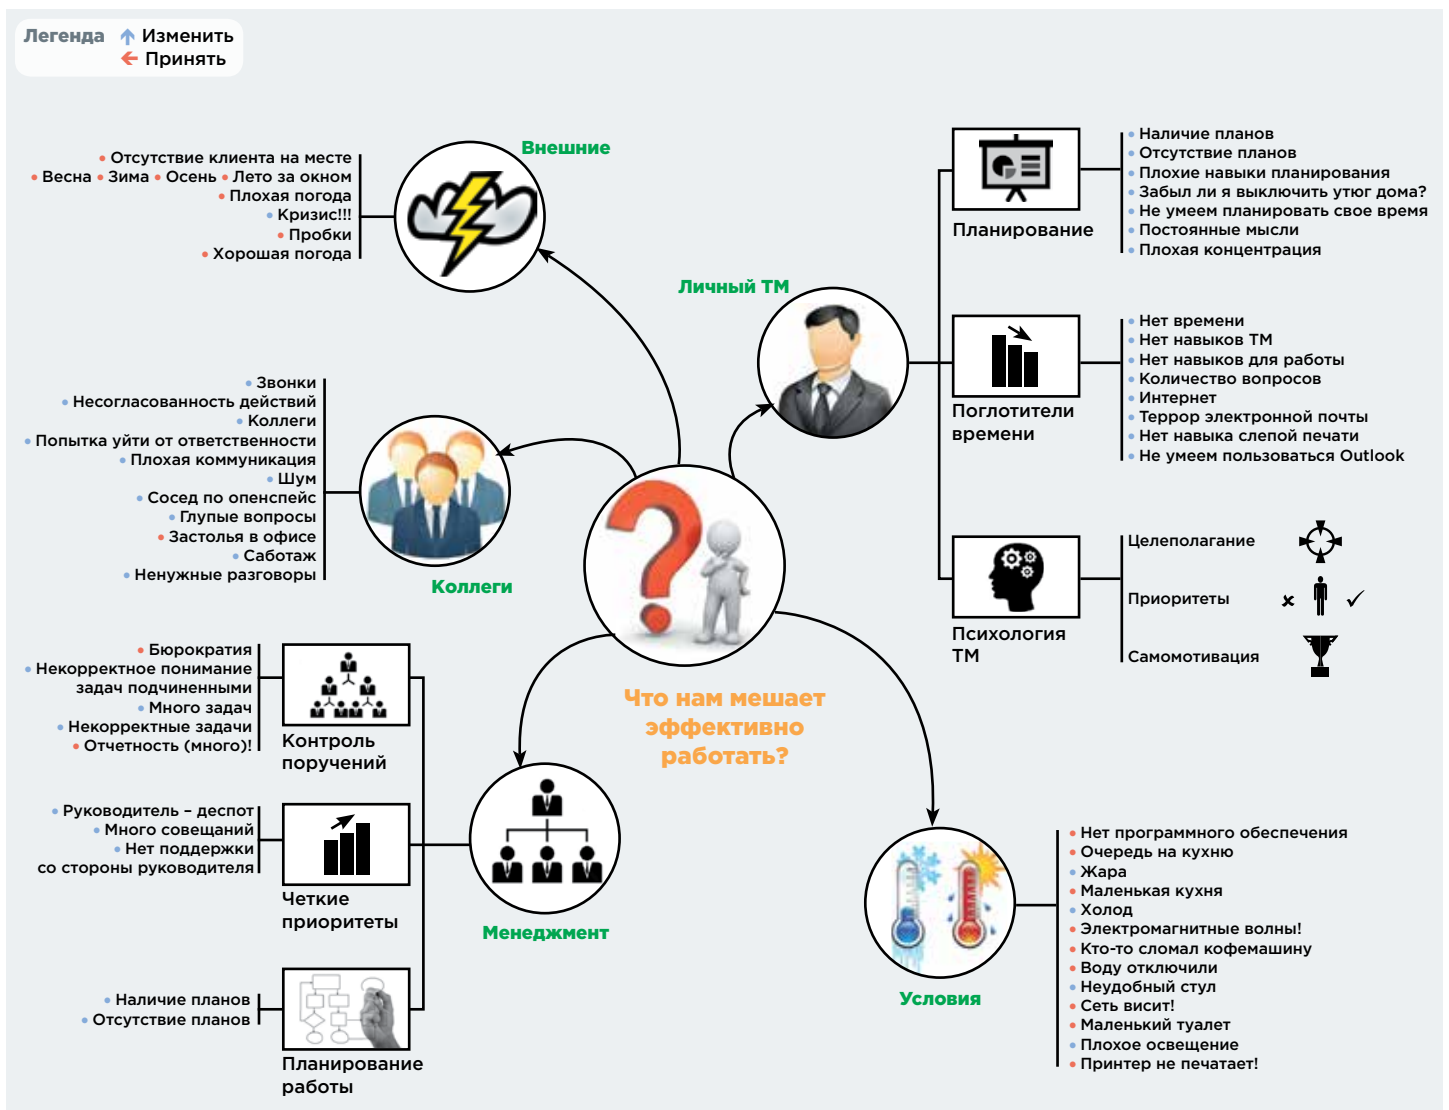 Легенда
Изменить
Принять
Внешние
• Отсутствие клиента на месте
• Весна • Зима • Осень • Лето за окном
• Плохая погода
• Кризис!!!
• Пробки
• Хорошая погода
Коллеги
• Звонки
• Несогласованность действий
• Коллеги
• Попытка уйти от ответственности
• Плохая коммуникация
• Шум
• Сосед по опенспейс
• Глупые вопросы
• Застолья в офисе
• Саботаж
• Ненужные разговоры
Что нам мешает
эффективно
работать?
Менеджмент
Контроль
поручений
• Бюрократия
• Некорректное понимание
задач подчиненными
• Много задач
• Некорректные задачи
• Отчетность (много)!
Четкие
приоритеты
• Руководитель – деспот
• Много совещаний
• Нет поддержки
со стороны руководителя
Планирование
работы
• Наличие планов
• Отсутствие планов
Личный ТМ
Планирование
• Наличие планов
• Отсутствие планов
• Плохие навыки планирования
• Забыл ли я выключить утюг дома?
• Не умеем планировать свое время
• Постоянные мысли
• Плохая концентрация
Поглотители
времени
• Нет времени
• Нет навыков ТМ
• Нет навыков для работы
• Количество вопросов
• Интернет
• Террор электронной почты
• Нет навыка слепой печати
• Не умеем пользоваться Outlook
Психология
ТМ
Целеполагание
Приоритеты
Самомотивация
Условия
• Нет программного обеспечения
• Очередь на кухню
• Жара
• Маленькая кухня
• Холод
• Электромагнитные волны!
• Кто-то сломал кофемашину
• Воду отключили
• Неудобный стул
• Сеть висит!
• Маленький туалет
• Плохое освещение
• Принтер не печатает!